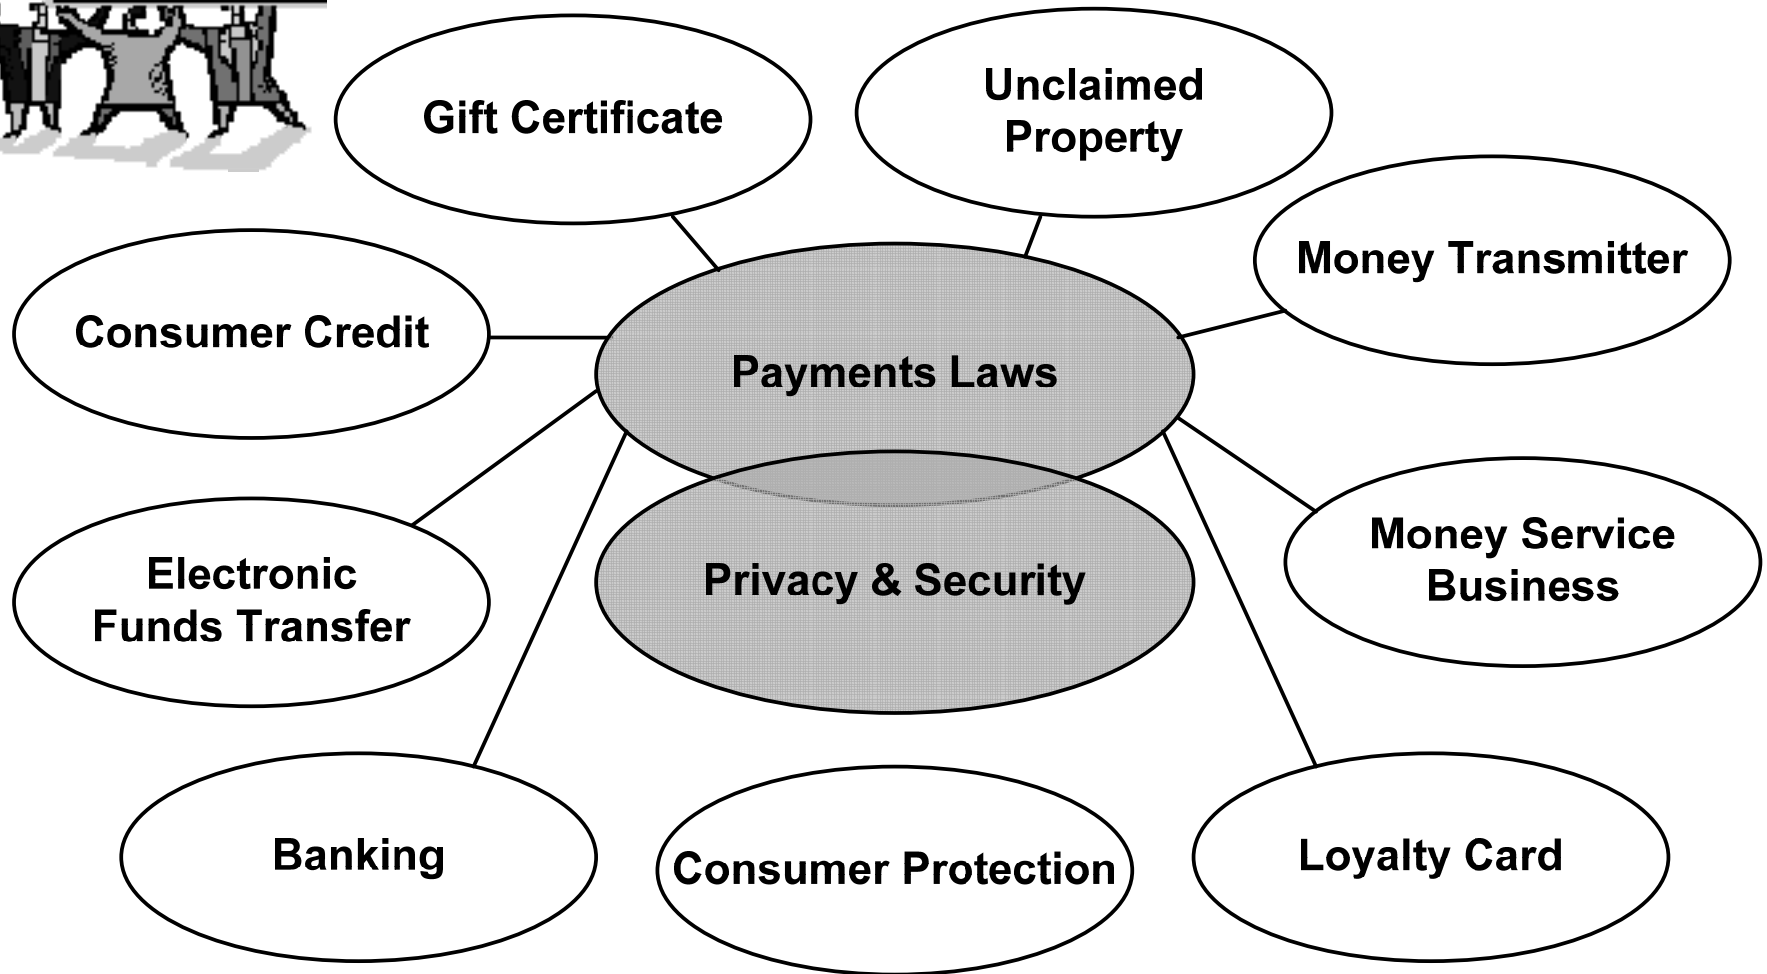 Gift Certificate
Unclaimed
Property
Money Transmitter
Consumer Credit
Payments Laws
Electronic
Funds Transfer
Privacy & Security
Money Service
Business
Banking
Consumer Protection
Loyalty Card